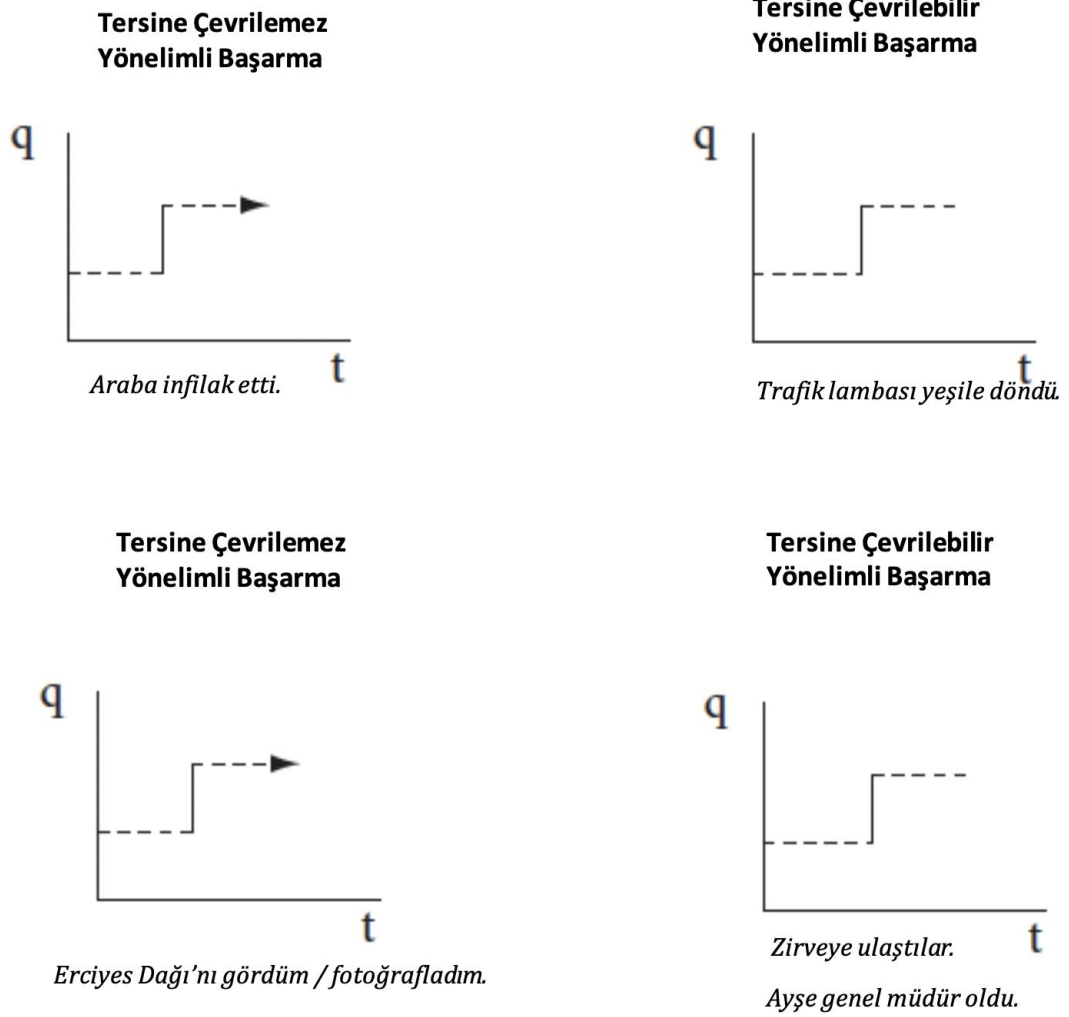 Tersine Çevrilemez
Yönelimli Başarma
q
t
Araba infilak etti.
Tersine Çevrilebilir
Yönelimli Başarma
q
t
Trafik lambası yeşile döndü.
Tersine Çevrilemez
Yönelimli Başarma
q
t
Erciyes Dağı’nı gördüm / fotoğrafladım.
Tersine Çevrilebilir
Yönelimli Başarma
q
t
Zirveye ulaştılar.
Ayşe genel müdür oldu.